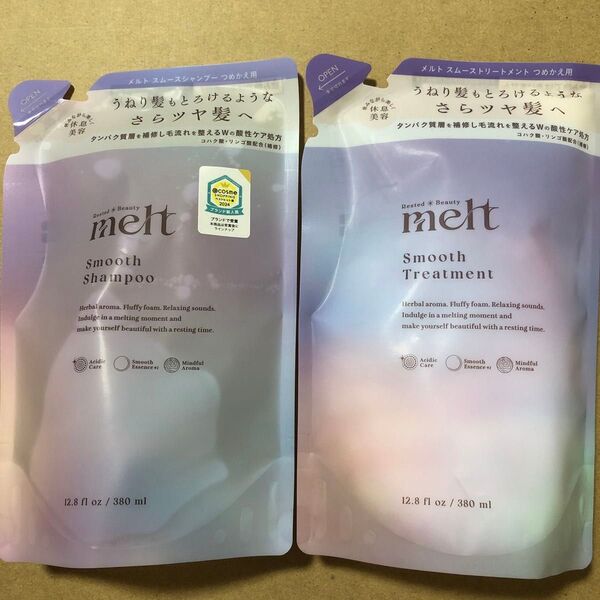 OPEN
メルト スムースシャンプー つめかえ用
うねり髪もとろけるような
さらツヤ髪へ
休息
美容
タンパク質層を補修し毛流れを整えるWの酸性ケア処方
コハク酸・リンゴ酸配合(補修)
@cosme
SHOPPING
2024
Rested * Beauty
melt
Smooth
Shampoo
Herbal aroma. Fluffy foam. Relaxing sounds.
Indulge in a melting moment and
make yourself beautiful with a resting time.
Acidic
Care
Smooth
Essence*1
Mindful
Aroma
12.8 fl oz / 380 ml
OPEN
メルト スムーストリートメント つめかえ用
うねり髪もとろけるような
さらツヤ髪へ
休息
美容
タンパク質層を補修し毛流れを整えるWの酸性ケア処方
コハク酸・リンゴ酸配合(補修)
Rested * Beauty
melt
Smooth
Treatment
Herbal aroma. Fluffy foam. Relaxing sounds.
Indulge in a melting moment and
make yourself beautiful with a resting time.
Acidic
Care
Smooth
Essence*1
Mindful
Aroma
12.8 fl oz / 380 ml